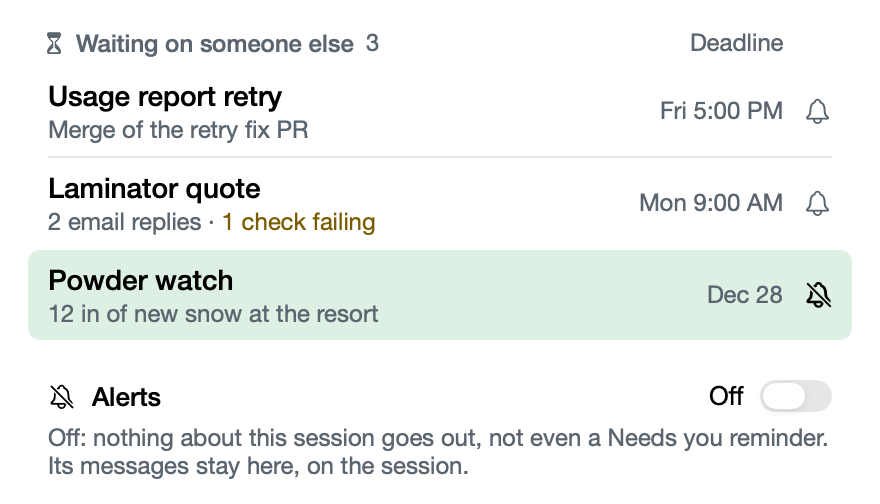 Waiting on someone else 3 Deadline
Usage report retry
Merge of the retry fix PR
Fri 5:00 PM
Laminator quote
2 email replies · 1 check failing
Mon 9:00 AM
Powder watch
12 in of new snow at the resort
Dec 28
Alerts Off
Off: nothing about this session goes out, not even a Needs you reminder.
Its messages stay here, on the session.